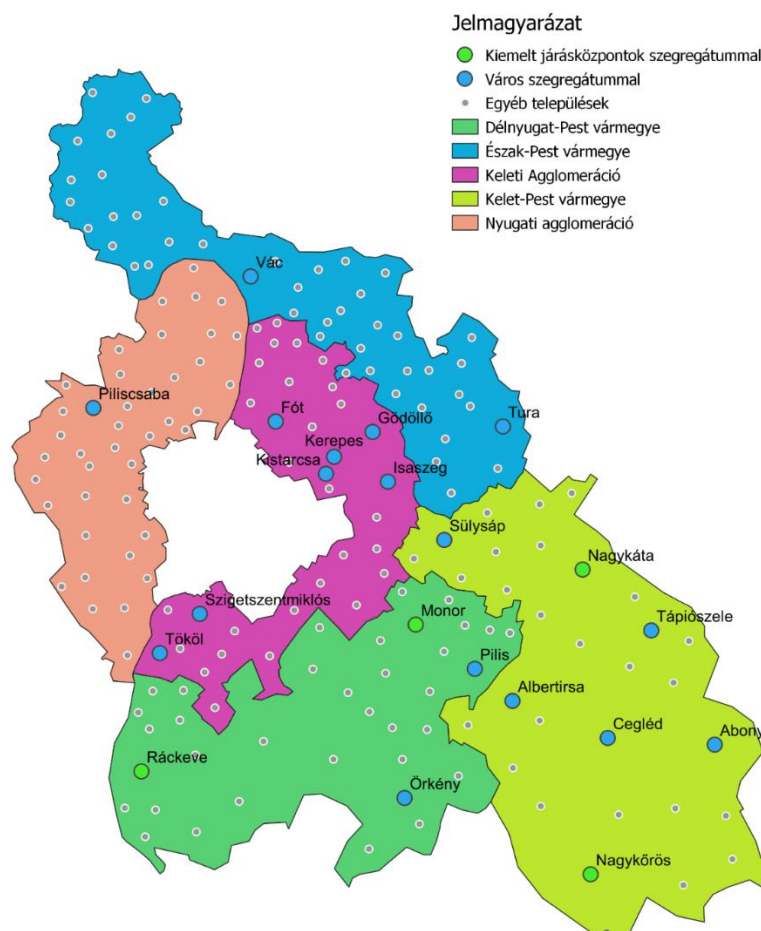 Jelmagyarázat
Kiemelt járásközpontok szegregátummal
Város szegregátummal
Egyéb települések
Délnyugat-Pest vármegye
Észak-Pest vármegye
Keleti Agglomeráció
Kelet-Pest vármegye
Nyugati agglomeráció
Vác
Piliscsaba
Fót
Gödöllő
Tura
Kerepes
Kistarcsa
Isaszeg
Sülysáp
Nagykáta
Szigetszentmiklós
Monor
Tápiószele
Tököl
Pilis
Albertirsa
Cegléd
Abony
Ráckeve
Örkény
Nagykőrös